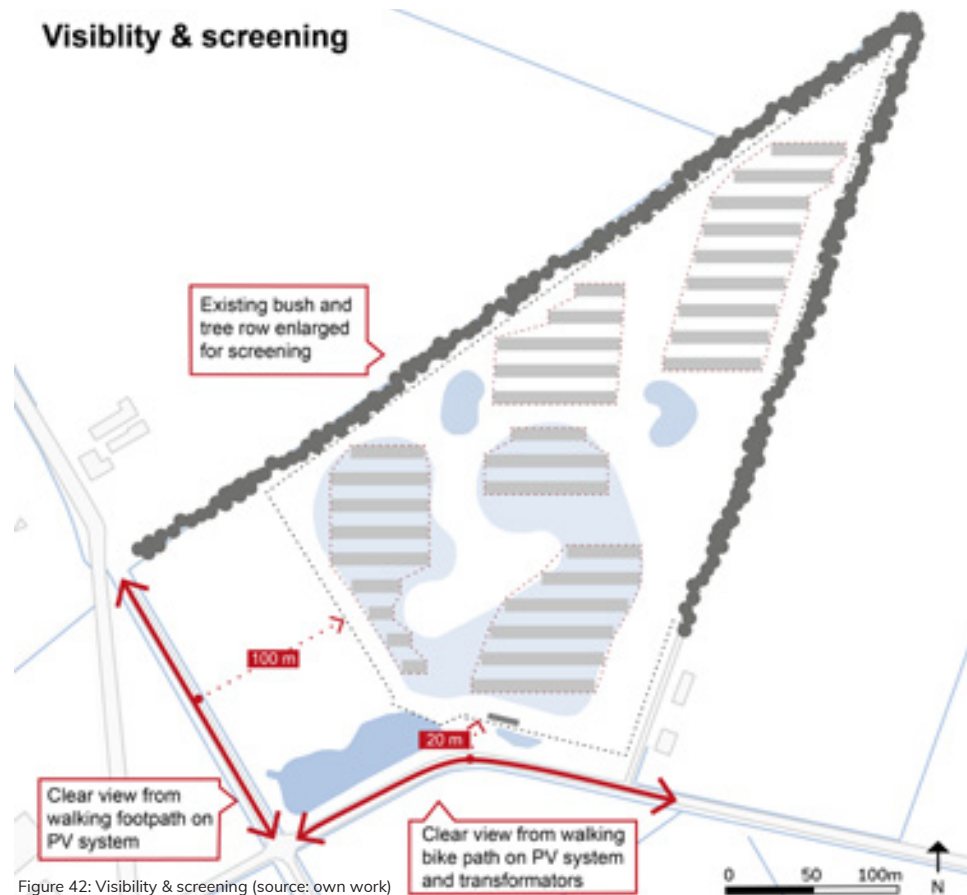 Visiblity & screening
Existing bush and
tree row enlarged
for screening
100 m
20 m
Clear view from
walking footpath on
PV system
Clear view from walking
bike path on PV system
and transformators
0 50 100m
N
Figure 42: Visibility & screening (source: own work)